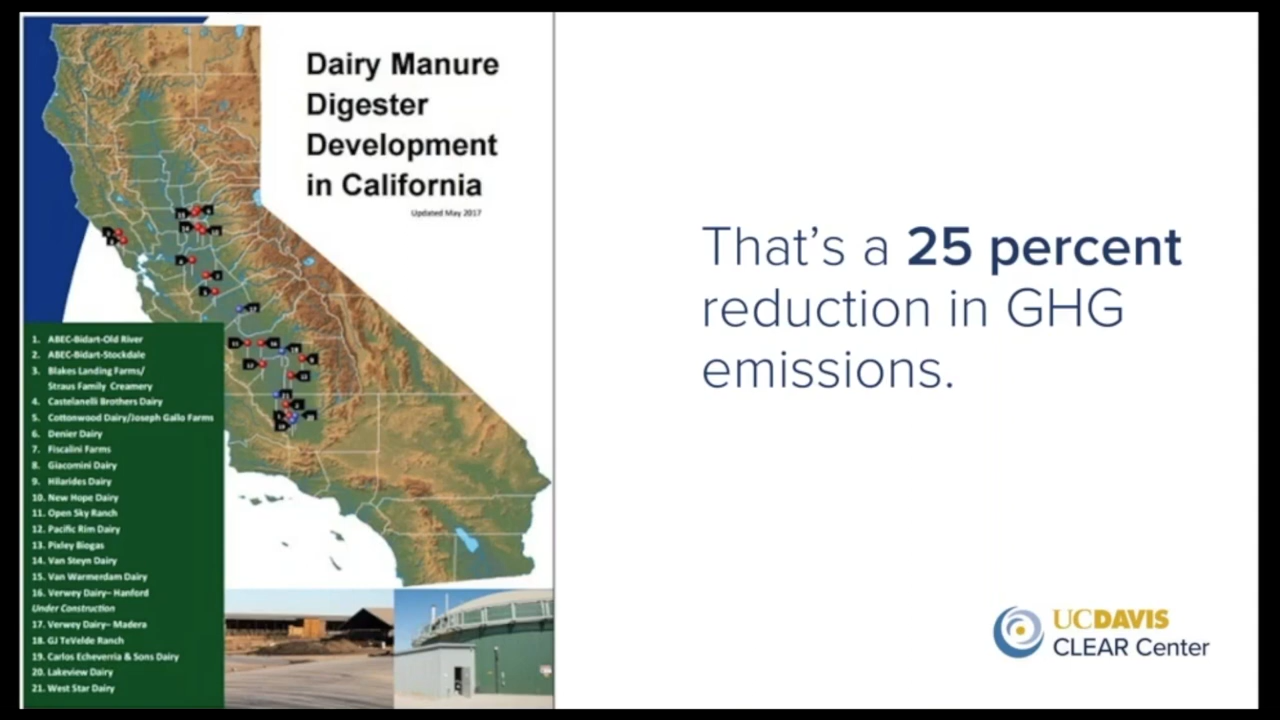 Dairy Manure
Digester
Development
in California
Updated May 2017
1. ABEC-Bidart-Old River
2. ABEC-Bidart-Stockdale
3. Blakes Landing Farms/
Straus Family Creamery
4. Castelanelli Brothers Dairy
5. Cottonwood Dairy/Joseph Gallo Farms
6. Denier Dairy
7. Fiscalini Farms
8. Giacomini Dairy
9. Hilarides Dairy
10. New Hope Dairy
11. Open Sky Ranch
12. Pacific Rim Dairy
13. Pixley Biogas
14. Van Steyn Dairy
15. Van Warmerdam Dairy
16. Verwey Dairy– Hanford
Under Construction
17. Verwey Dairy– Madera
18. GJ TeVelde Ranch
19. Carlos Echeverria & Sons Dairy
20. Lakeview Dairy
21. West Star Dairy
That's a 25 percent
reduction in GHG
emissions.
UCDAVIS
CLEAR Center